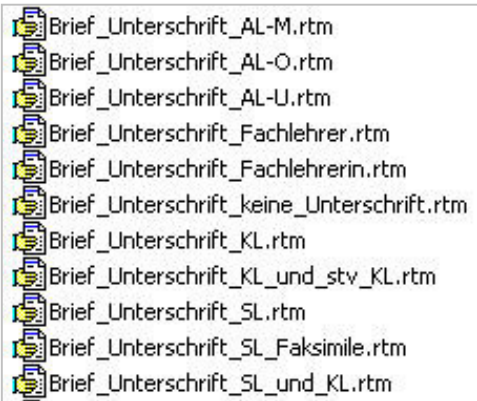 Brief_Unterschrift_AL-M.rtm
Brief_Unterschrift_AL-O.rtm
Brief_Unterschrift_AL-U.rtm
Brief_Unterschrift_Fachlehrer.rtm
Brief_Unterschrift_Fachlehrerin.rtm
Brief_Unterschrift_keine_Unterschrift.rtm
Brief_Unterschrift_KL.rtm
Brief_Unterschrift_KL_und_stv_KL.rtm
Brief_Unterschrift_SL.rtm
Brief_Unterschrift_SL_Faksimile.rtm
Brief_Unterschrift_SL_und_KL.rtm